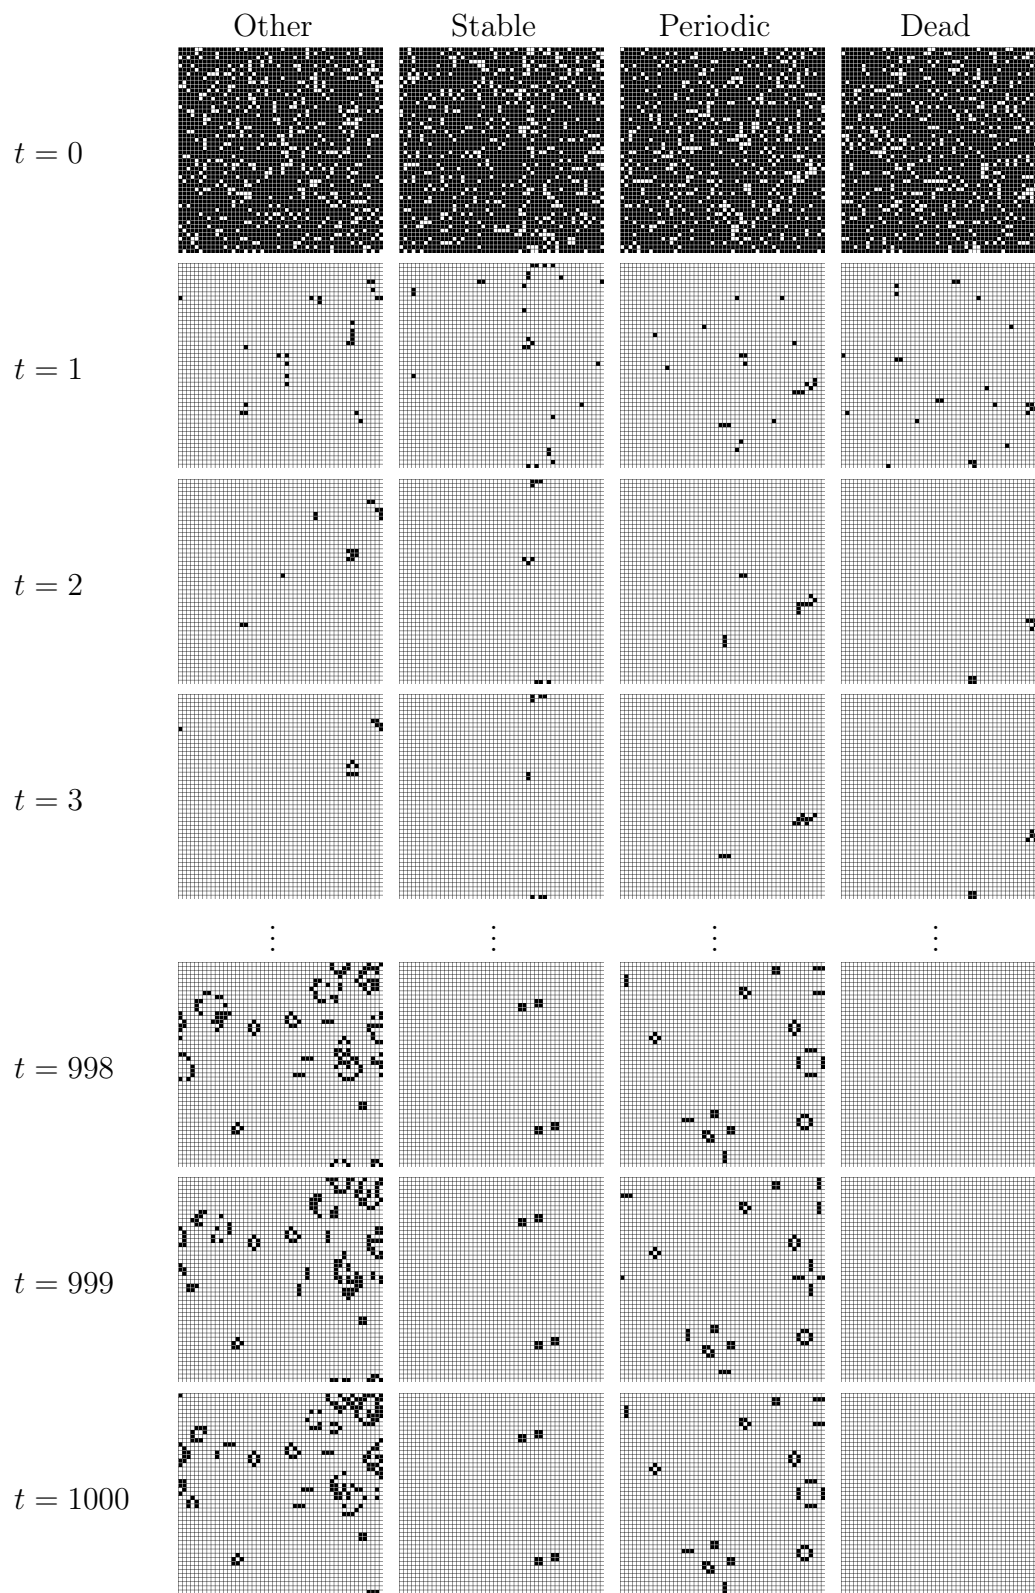 Other Stable Periodic Dead
t = 0
t = 1
t = 2
t = 3
⋮ ⋮ ⋮ ⋮
t = 998
t = 999
t = 1000